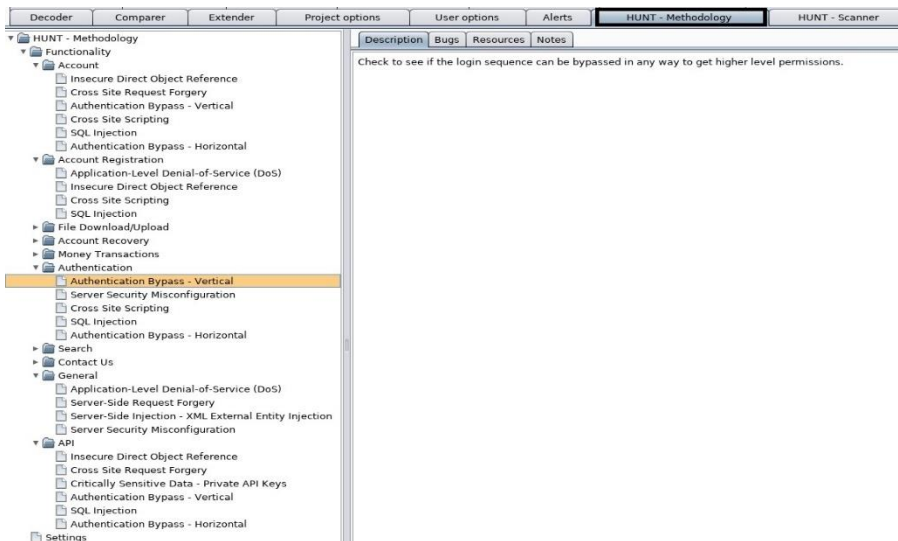 Decoder Comparer Extender Project options User options Alerts HUNT - Methodology HUNT - Scanner
HUNT - Methodology
Functionality
Account
Insecure Direct Object Reference
Cross Site Request Forgery
Authentication Bypass - Vertical
Cross Site Scripting
SQL Injection
Authentication Bypass - Horizontal
Account Registration
Application-Level Denial-of-Service (DoS)
Insecure Direct Object Reference
Cross Site Scripting
SQL Injection
File Download/Upload
Account Recovery
Money Transactions
Authentication
Authentication Bypass - Vertical
Server Security Misconfiguration
Cross Site Scripting
SQL Injection
Authentication Bypass - Horizontal
Search
Contact Us
General
Application-Level Denial-of-Service (DoS)
Server-Side Request Forgery
Server-Side Injection - XML External Entity Injection
Server Security Misconfiguration
API
Insecure Direct Object Reference
Cross Site Request Forgery
Critically Sensitive Data - Private API Keys
Authentication Bypass - Vertical
SQL Injection
Authentication Bypass - Horizontal
Settings
Description Bugs Resources Notes
Check to see if the login sequence can be bypassed in any way to get higher level permissions.